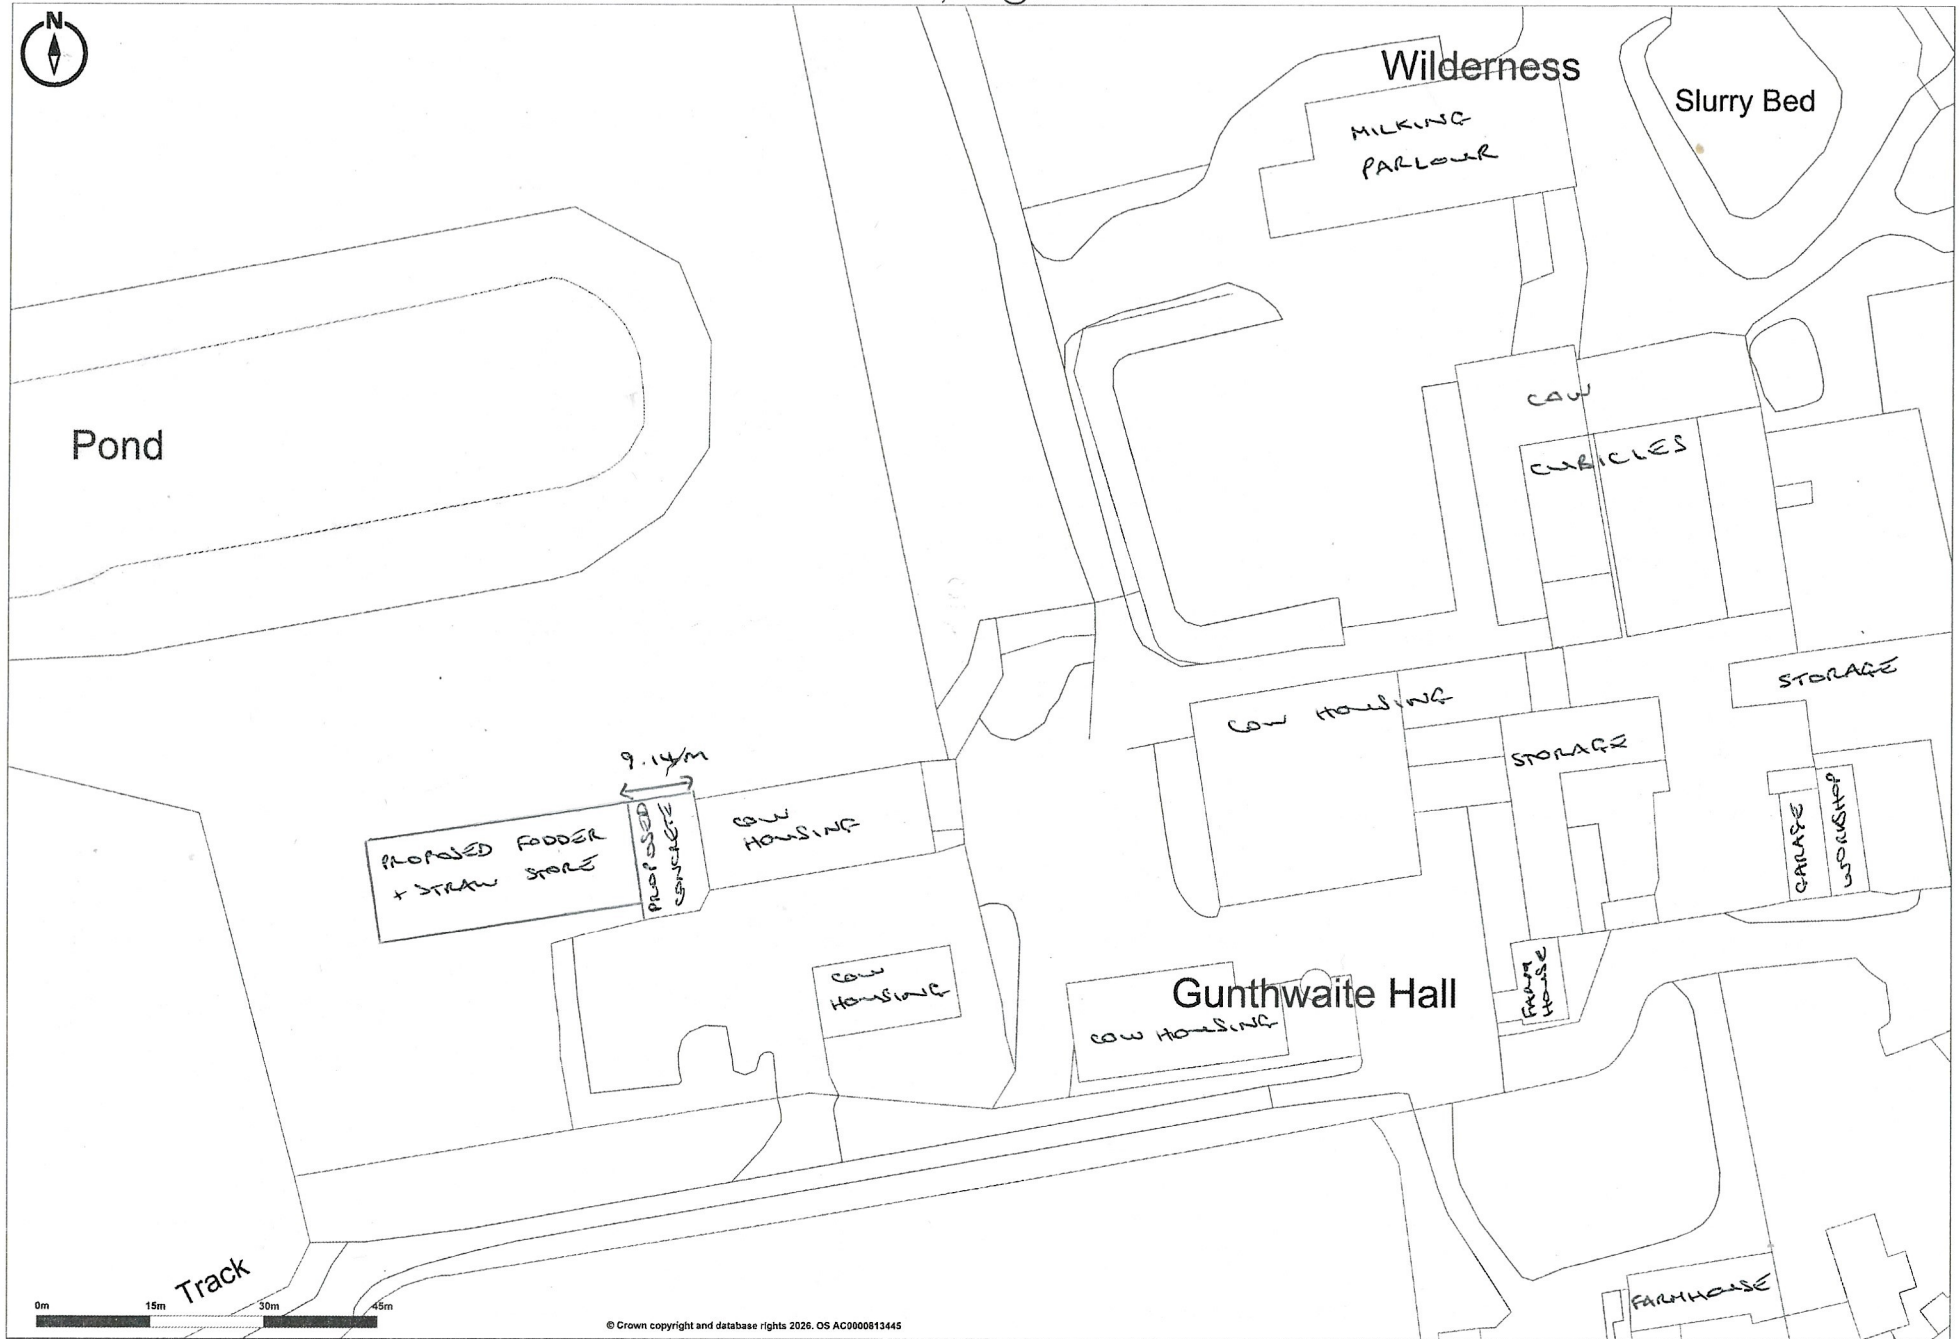 N
Wilderness
Slurry Bed
MILKING
PARLOUR
Pond
COW
CUBICLES
STORAGE
COW HOUSING
STORAGE
9.14m
PROPOSED FODDER
+ STRAW STORE
PROPOSED
CONCRETE
COW
HOUSING
GARAGE
WORKSHOP
COW
HOUSING
Gunthwaite Hall
COW HOUSING
FARM
HOUSE
Track
FARMHOUSE
0m 15m 30m 45m
© Crown copyright and database rights 2026. OS AC0000813445